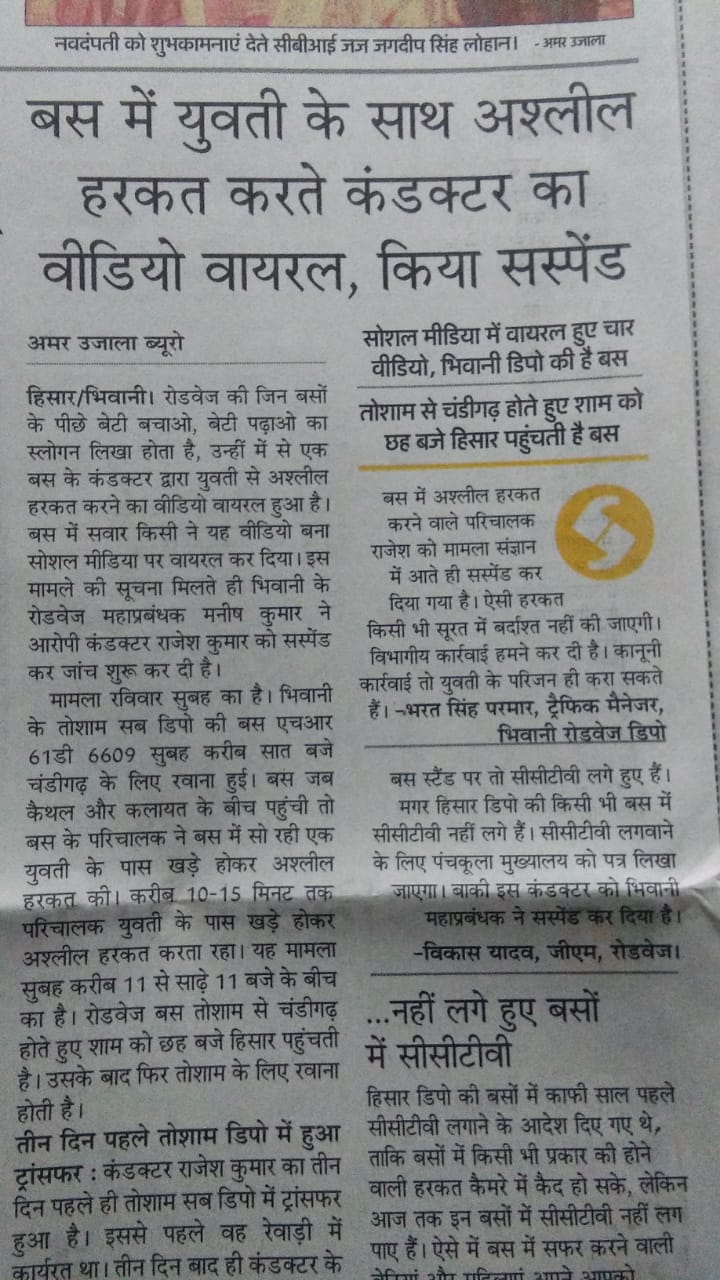 नवदंपती को शुभकामनाएं देते सीबीआई जज जगदीप सिंह लोहान। - अमर उजाला
बस में युवती के साथ अश्लील
हरकत करते कंडक्टर का
वीडियो वायरल, किया सस्पेंड
अमर उजाला ब्यूरो
हिसार/भिवानी। रोडवेज की जिन बसों
के पीछे बेटी बचाओ, बेटी पढ़ाओ का
स्लोगन लिखा होता है, उन्हीं में से एक
बस के कंडक्टर द्वारा युवती से अश्लील
हरकत करने का वीडियो वायरल हुआ है।
बस में सवार किसी ने यह वीडियो बना
सोशल मीडिया पर वायरल कर दिया। इस
मामले की सूचना मिलते ही भिवानी के
रोडवेज महाप्रबंधक मनीष कुमार ने
आरोपी कंडक्टर राजेश कुमार को सस्पेंड
कर जांच शुरू कर दी है।
मामला रविवार सुबह का है। भिवानी
के तोशाम सब डिपो की बस एचआर
61डी 6609 सुबह करीब सात बजे
चंडीगढ़ के लिए रवाना हुई। बस जब
कैथल और कलायत के बीच पहुंची तो
बस के परिचालक ने बस में सो रही एक
युवती के पास खड़े होकर अश्लील
हरकत की। करीब 10-15 मिनट तक
परिचालक युवती के पास खड़े होकर
अश्लील हरकत करता रहा। यह मामला
सुबह करीब 11 से साढ़े 11 बजे के बीच
का है। रोडवेज बस तोशाम से चंडीगढ़
होते हुए शाम को छह बजे हिसार पहुंचती
है। उसके बाद फिर तोशाम के लिए रवाना
होती है।
तीन दिन पहले तोशाम डिपो में हुआ
ट्रांसफर : कंडक्टर राजेश कुमार का तीन
दिन पहले ही तोशाम सब डिपो में ट्रांसफर
हुआ है। इससे पहले वह रेवाड़ी में
कार्यरत था। तीन दिन बाद ही कंडक्टर के
सोशल मीडिया में वायरल हुए चार
वीडियो, भिवानी डिपो की है बस
तोशाम से चंडीगढ़ होते हुए शाम को
छह बजे हिसार पहुंचती है बस
बस में अश्लील हरकत
करने वाले परिचालक
राजेश को मामला संज्ञान
में आते ही सस्पेंड कर
दिया गया है। ऐसी हरकत
किसी भी सूरत में बर्दाश्त नहीं की जाएगी।
विभागीय कार्रवाई हमने कर दी है। कानूनी
कार्रवाई तो युवती के परिजन ही करा सकते
हैं। -भरत सिंह परमार, ट्रैफिक मैनेजर,
भिवानी रोडवेज डिपो
बस स्टैंड पर तो सीसीटीवी लगे हुए हैं।
मगर हिसार डिपो की किसी भी बस में
सीसीटीवी नहीं लगे हैं। सीसीटीवी लगवाने
के लिए पंचकूला मुख्यालय को पत्र लिखा
जाएगा। बाकी इस कंडक्टर को भिवानी
महाप्रबंधक ने सस्पेंड कर दिया है।
-विकास यादव, जीएम, रोडवेज।
...नहीं लगे हुए बसों
में सीसीटीवी
हिसार डिपो की बसों में काफी साल पहले
सीसीटीवी लगाने के आदेश दिए गए थे,
ताकि बसों में किसी भी प्रकार की होने
वाली हरकत कैमरे में कैद हो सके, लेकिन
आज तक इन बसों में सीसीटीवी नहीं लग
पाए हैं। ऐसे में बस में सफर करने वाली